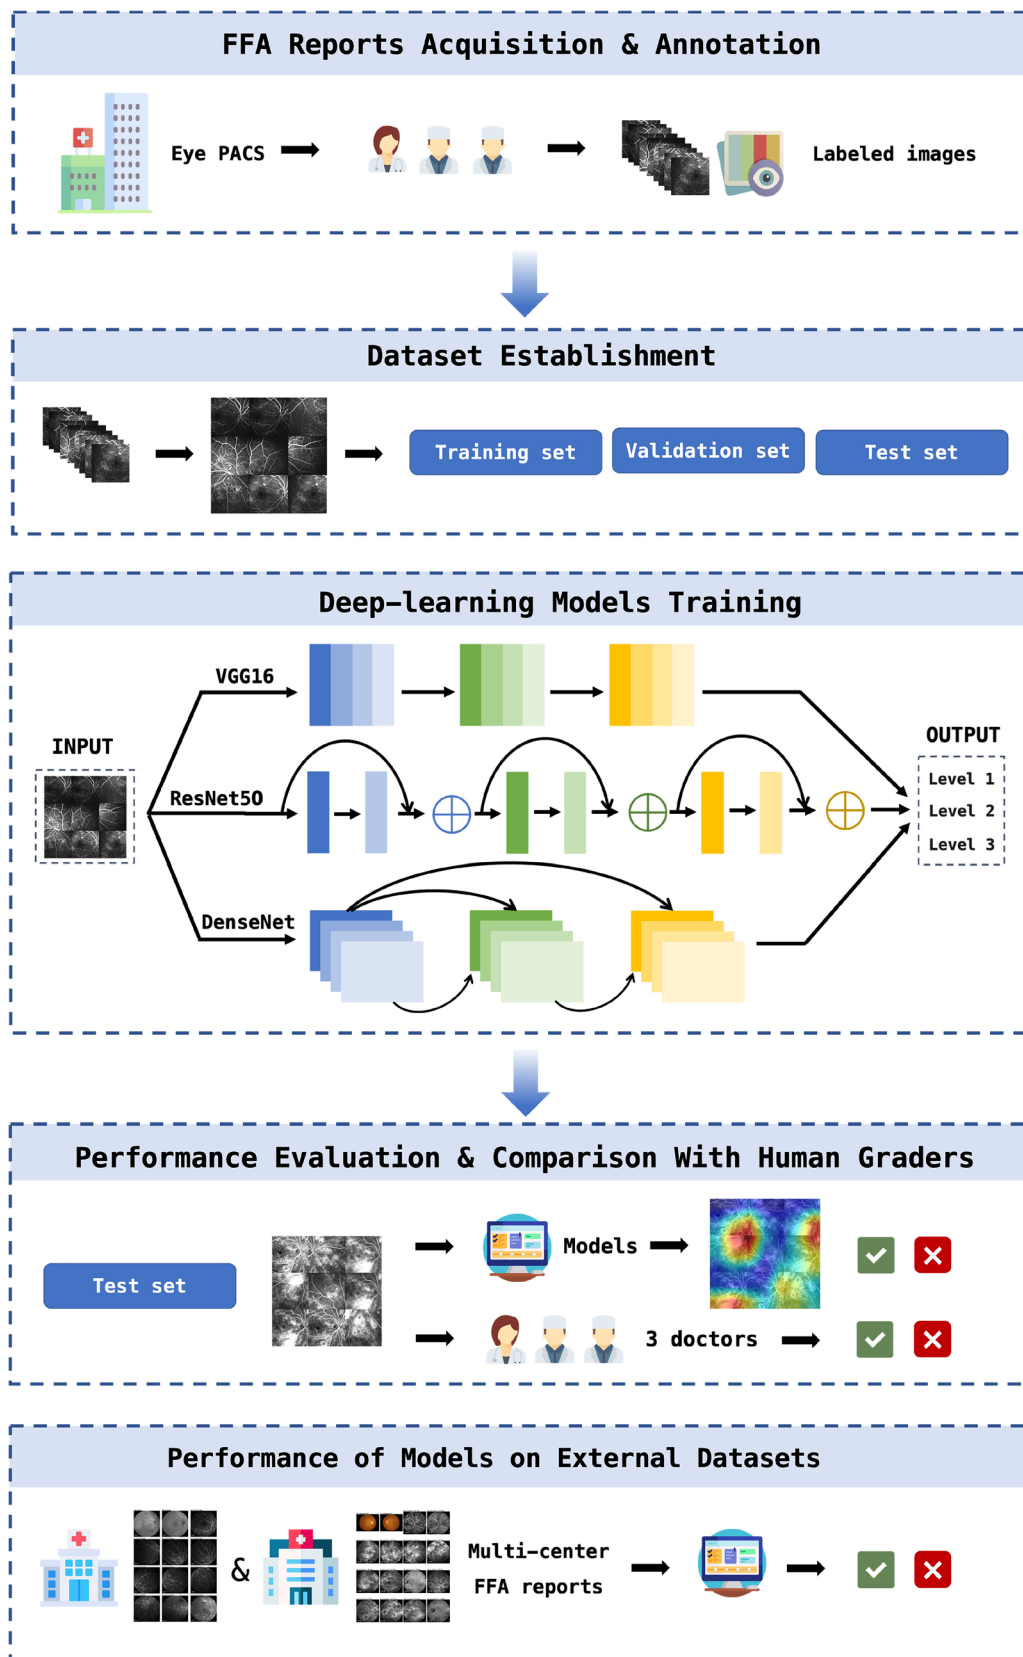 FFA Reports Acquisition & Annotation
Eye PACS
Labeled images
Dataset Establishment
Training set
Validation set
Test set
Deep-learning Models Training
VGG16
INPUT
OUTPUT
ResNet50
Level 1
Level 2
Level 3
DenseNet
Performance Evaluation & Comparison With Human Graders
Test set
Models
3 doctors
Performance of Models on External Datasets
&
Multi-center
FFA reports